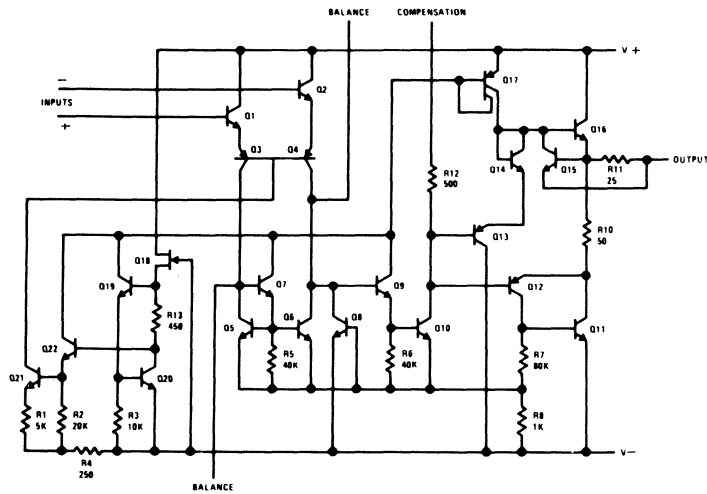 BALANCE
COMPENSATION
V+
Q17
Q2
INPUTS
Q1
Q16
Q3
Q4
Q14
Q15
R11
25
OUTPUT
R12
500
Q13
R10
50
Q18
Q19
Q7
Q9
Q12
R13
450
Q5
Q6
Q8
Q10
Q11
Q22
R5
40K
R6
40K
R7
80K
Q21
Q20
R1
5K
R2
20K
R3
10K
R8
1K
R4
250
V-
BALANCE